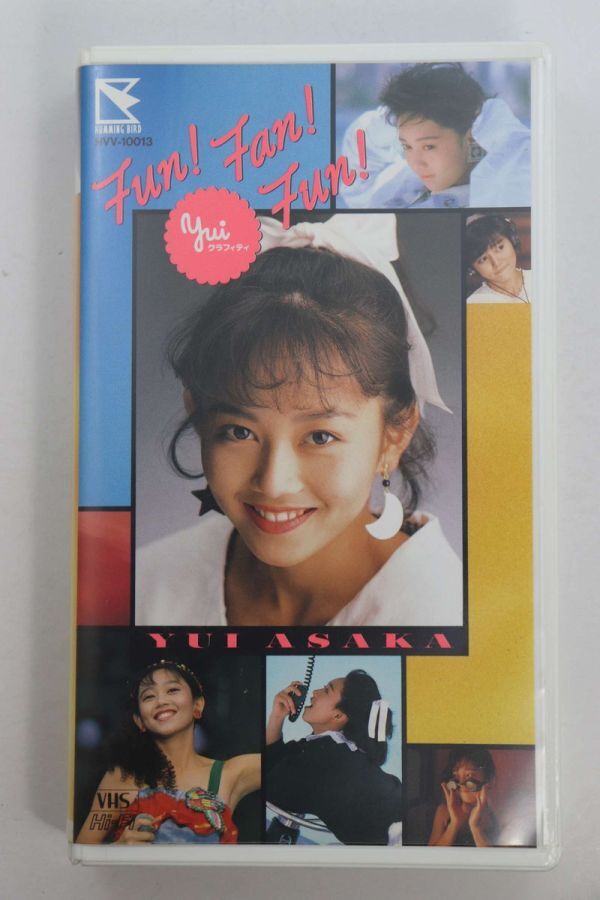 HUMMING BIRD
HVV-10013
Fun! Fan!
Fun!
Yui
グラフィティ
YUI ASAKA
VHS
Hi-Fi